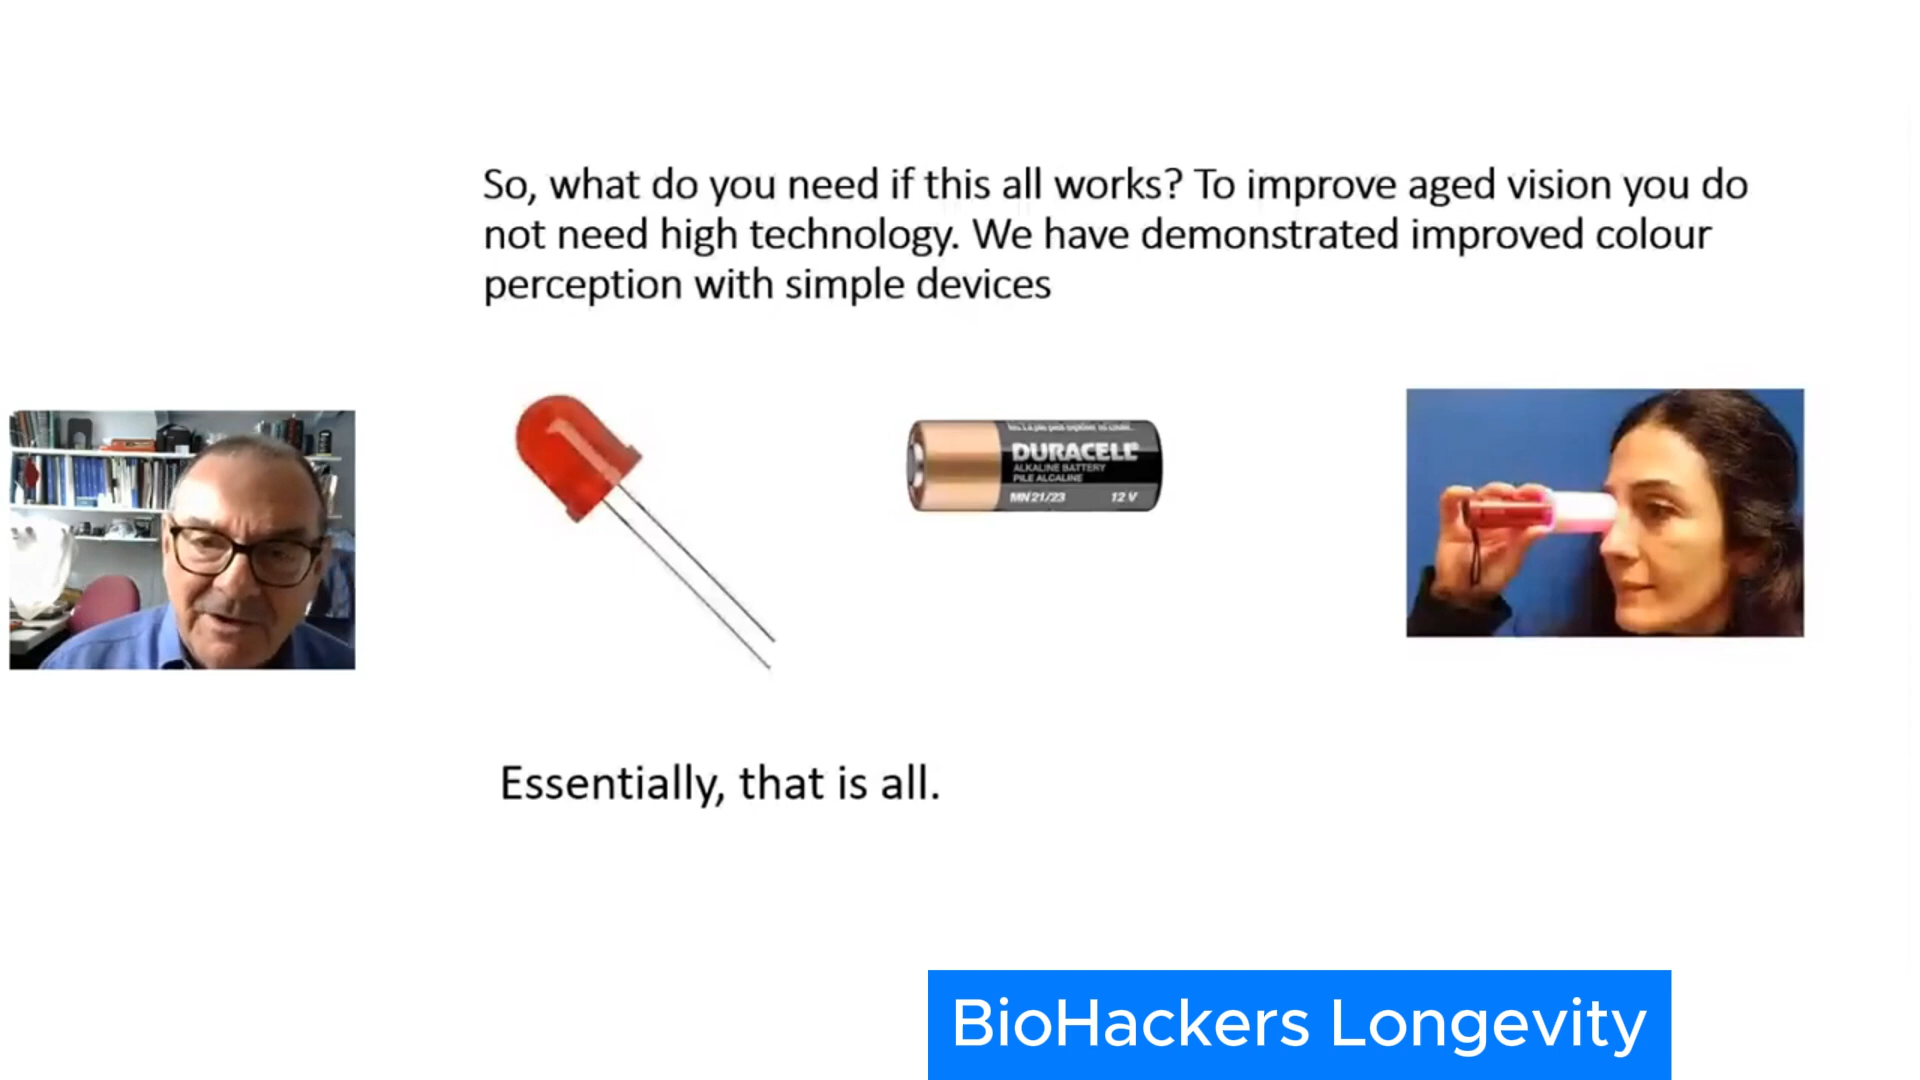 So, what do you need if this all works? To improve aged vision you do
not need high technology. We have demonstrated improved colour
perception with simple devices
DURACELL
ALKALINE BATTERY
PILE ALCALINE
MN21/23 12 V
Essentially, that is all.
BioHackers Longevity